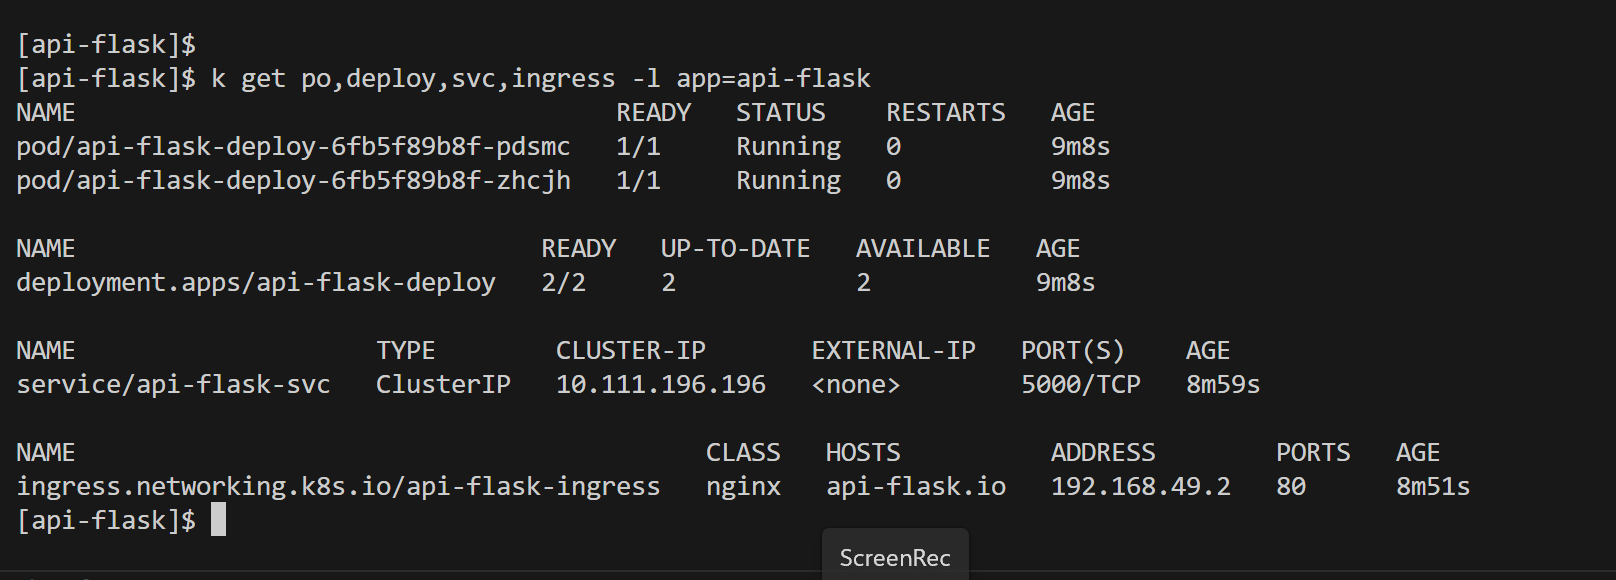 [api-flask]$
[api-flask]$ k get po,deploy,svc,ingress -l app=api-flask
NAME                                    READY   STATUS    RESTARTS   AGE
pod/api-flask-deploy-6fb5f89b8f-pdsmc   1/1     Running   0          9m8s
pod/api-flask-deploy-6fb5f89b8f-zhcjh   1/1     Running   0          9m8s

NAME                               READY   UP-TO-DATE   AVAILABLE   AGE
deployment.apps/api-flask-deploy   2/2     2            2           9m8s

NAME                    TYPE        CLUSTER-IP       EXTERNAL-IP   PORT(S)    AGE
service/api-flask-svc   ClusterIP   10.111.196.196   <none>        5000/TCP   8m59s

NAME                                          CLASS   HOSTS          ADDRESS        PORTS   AGE
ingress.networking.k8s.io/api-flask-ingress   nginx   api-flask.io   192.168.49.2   80      8m51s
[api-flask]$
ScreenRec